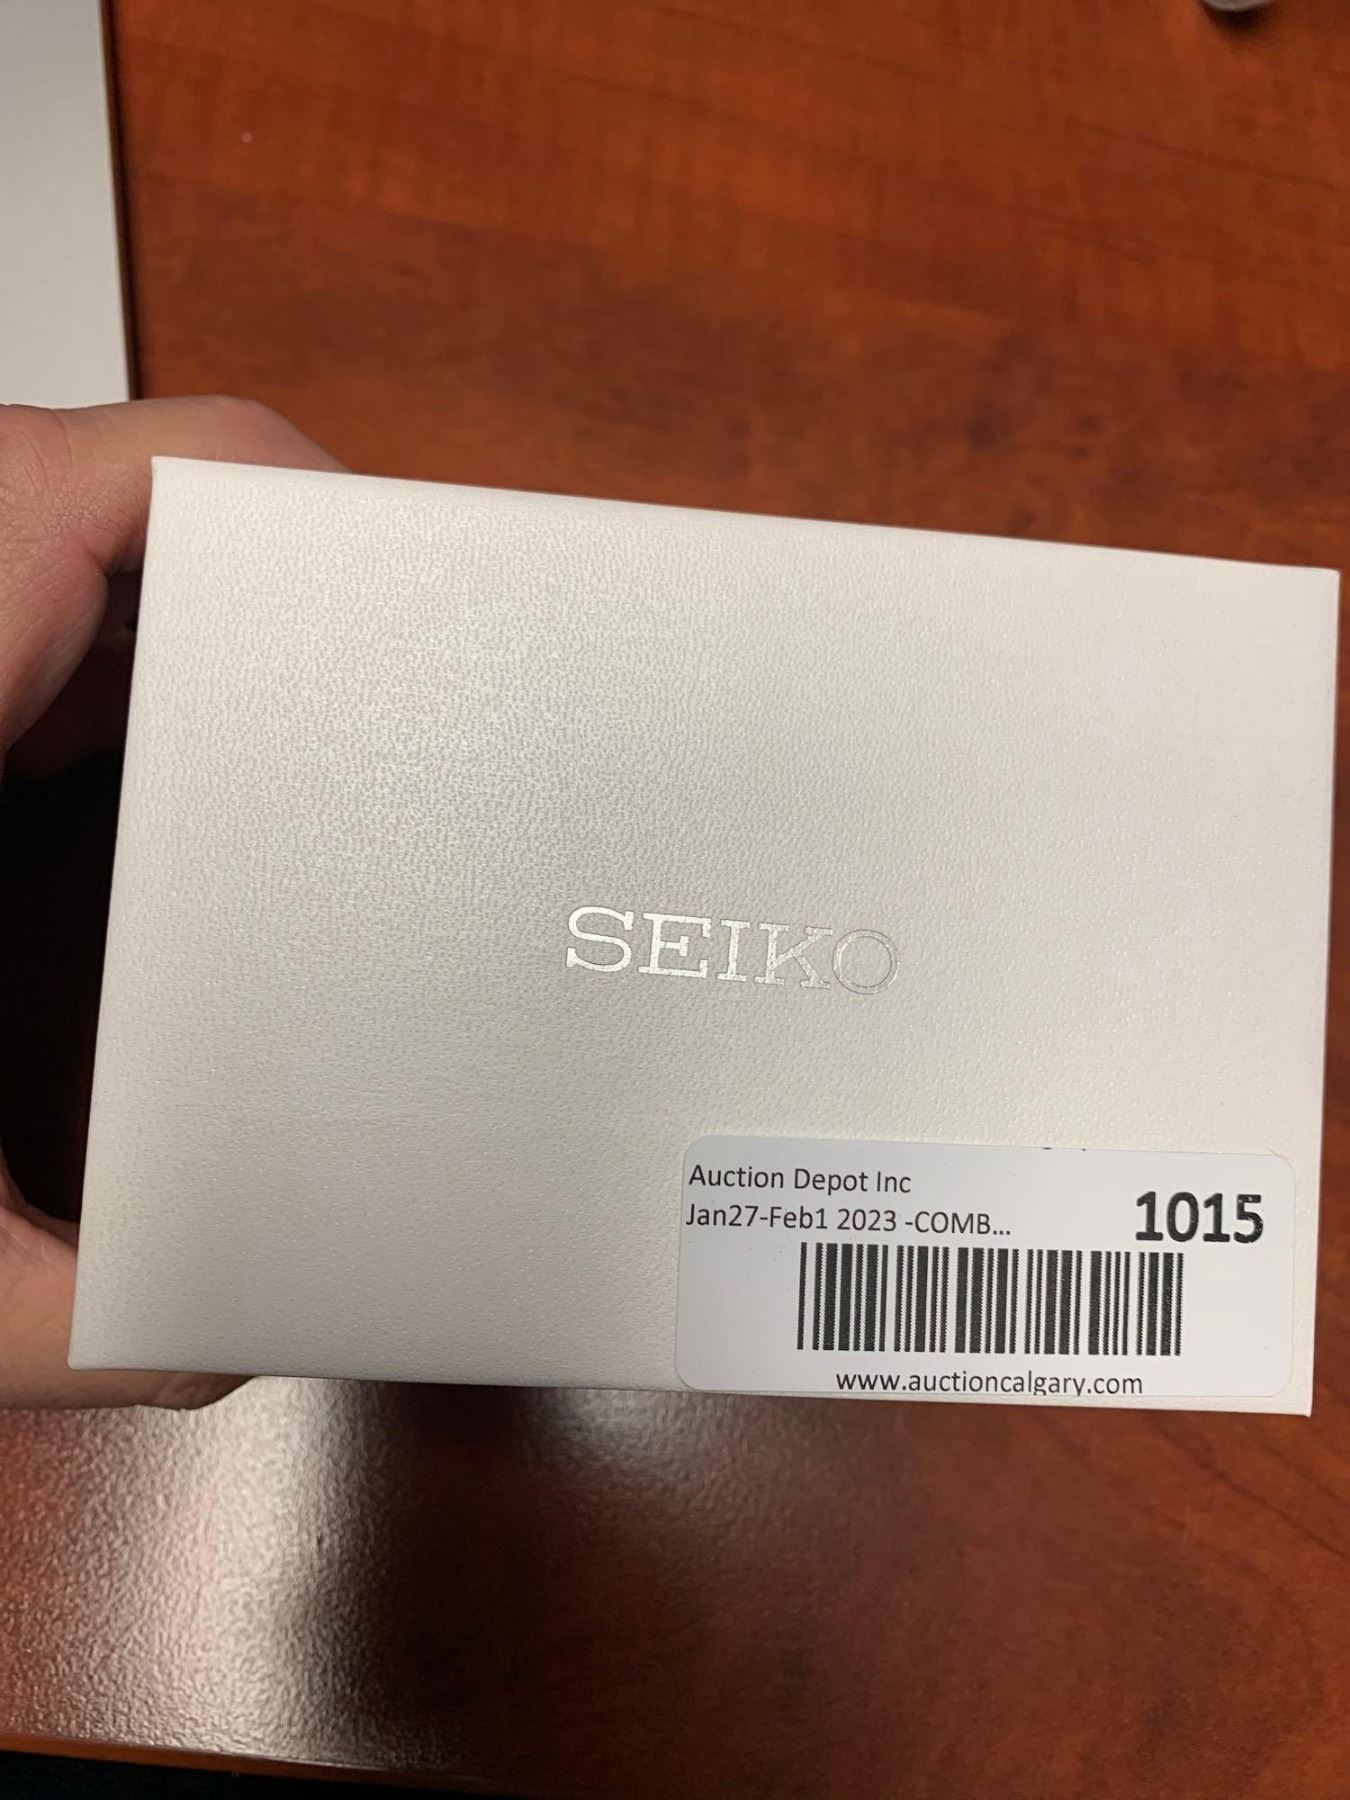 SEIKO
Auction Depot Inc
Jan27-Feb1 2023 -COMB...
1015
www.auctioncalgary.com